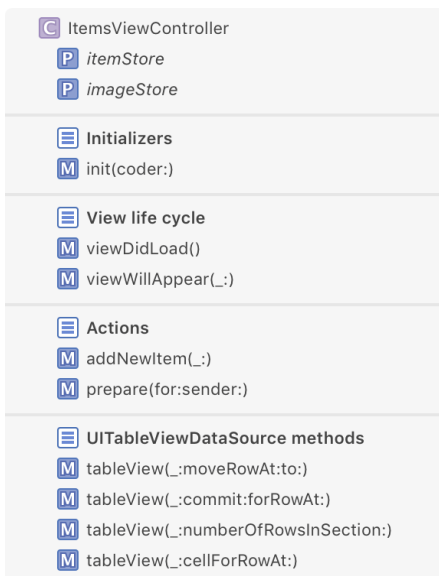 C ItemsViewController
P itemStore
P imageStore
Initializers
M init(coder:)
View life cycle
M viewDidLoad()
M viewWillAppear(_:)
Actions
M addNewItem(_:)
M prepare(for:sender:)
UITableViewDataSource methods
M tableView(_:moveRowAt:to:)
M tableView(_:commit:forRowAt:)
M tableView(_:numberOfRowsInSection:)
M tableView(_:cellForRowAt:)